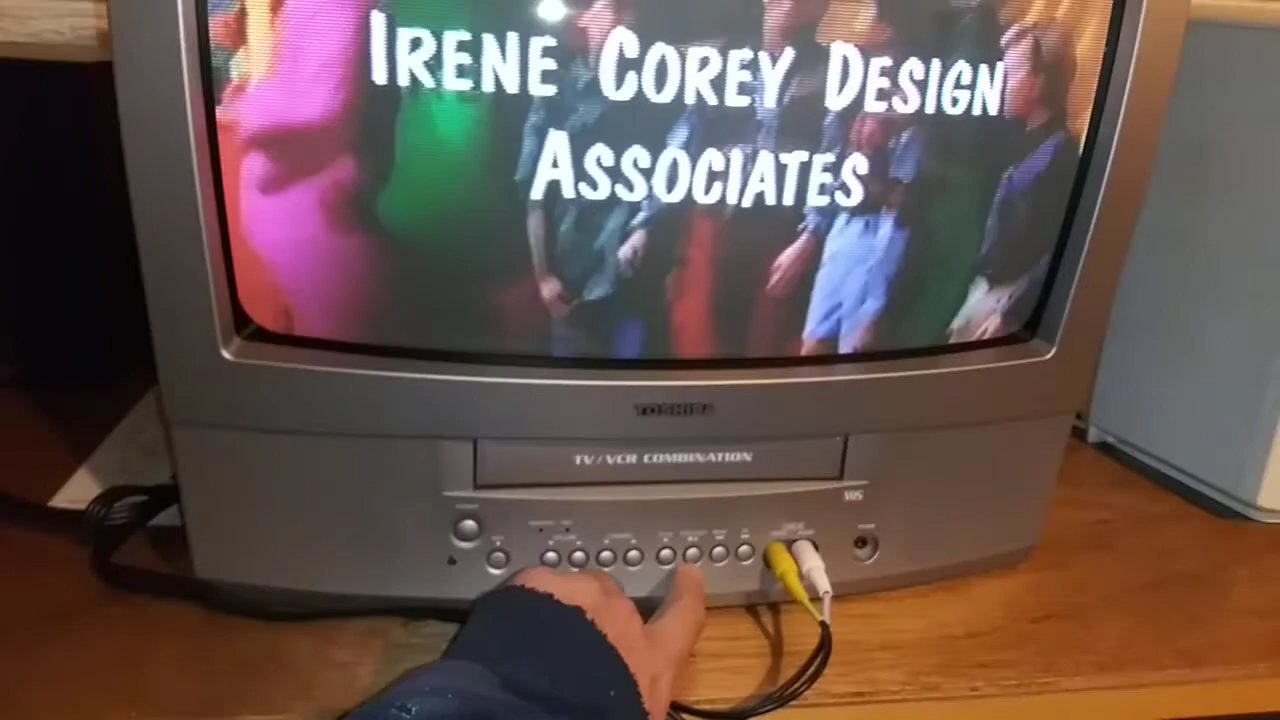 IRENE COREY DESIGN
ASSOCIATES
TOSHIBA
TV/VCR COMBINATION
VHS